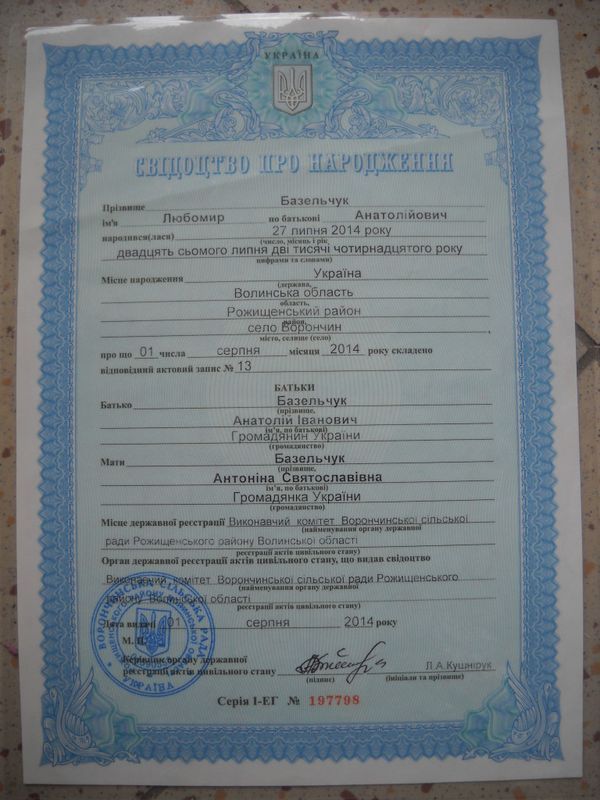 УКРАЇНА
СВІДОЦТВО ПРО НАРОДЖЕННЯ
Прізвище Базельчук
ім'я Любомир по батькові Анатолійович
народився(лася) 27 липня 2014 року
(число, місяць і рік
двадцять сьомого липня дві тисячі чотирнадцятого року
цифрами та словами)
Місце народження Україна
(держава,
Волинська область
область,
Рожищенський район
район,
село Ворончин
місто, селище (село)
про що 01 числа серпня місяця 2014 року складено
відповідний актовий запис № 13
БАТЬКИ
Батько Базельчук
(прізвище,
Анатолій Іванович
ім'я, по батькові)
Громадянин України
(громадянство)
Мати Базельчук
(прізвище,
Антоніна Святославівна
ім'я, по батькові)
Громадянка України
(громадянство)
Місце державної реєстрації Виконавчий комітет Ворончинської сільської
(найменування органу державної
ради Рожищенського району Волинської області
реєстрації актів цивільного стану)
Орган державної реєстрації актів цивільного стану, що видав свідоцтво
Виконавчий комітет Ворончинської сільської ради Рожищенського
(найменування органу державної
району Волинської області
реєстрації актів цивільного стану)
Дата видачі 01 серпня 2014 року
М. П.
Керівник органу державної
реєстрації актів цивільного стану Л.А.Кушнірук
(підпис) (ініціали та прізвище)
Серія І-ЕГ № 197798
ВОРОНЧИНСЬКА СІЛЬСЬКА РАДА
УКРАЇНА